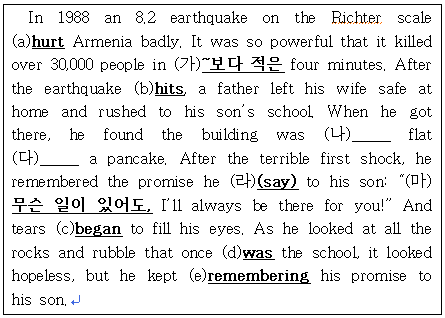 In 1988 an 8.2 earthquake on the Richter scale
(a)hurt Armenia badly. It was so powerful that it killed
over 30,000 people in (가)~보다 적은 four minutes. After
the earthquake (b)hits, a father left his wife safe at
home and rushed to his son's school. When he got
there, he found the building was (나)____ flat
(다)____ a pancake. After the terrible first shock, he
remembered the promise he (라)(say) to his son: "(마)
무슨 일이 있어도, I'll always be there for you!" And
tears (c)began to fill his eyes. As he looked at all the
rocks and rubble that once (d)was the school, it looked
hopeless, but he kept (e)remembering his promise to
his son.↵